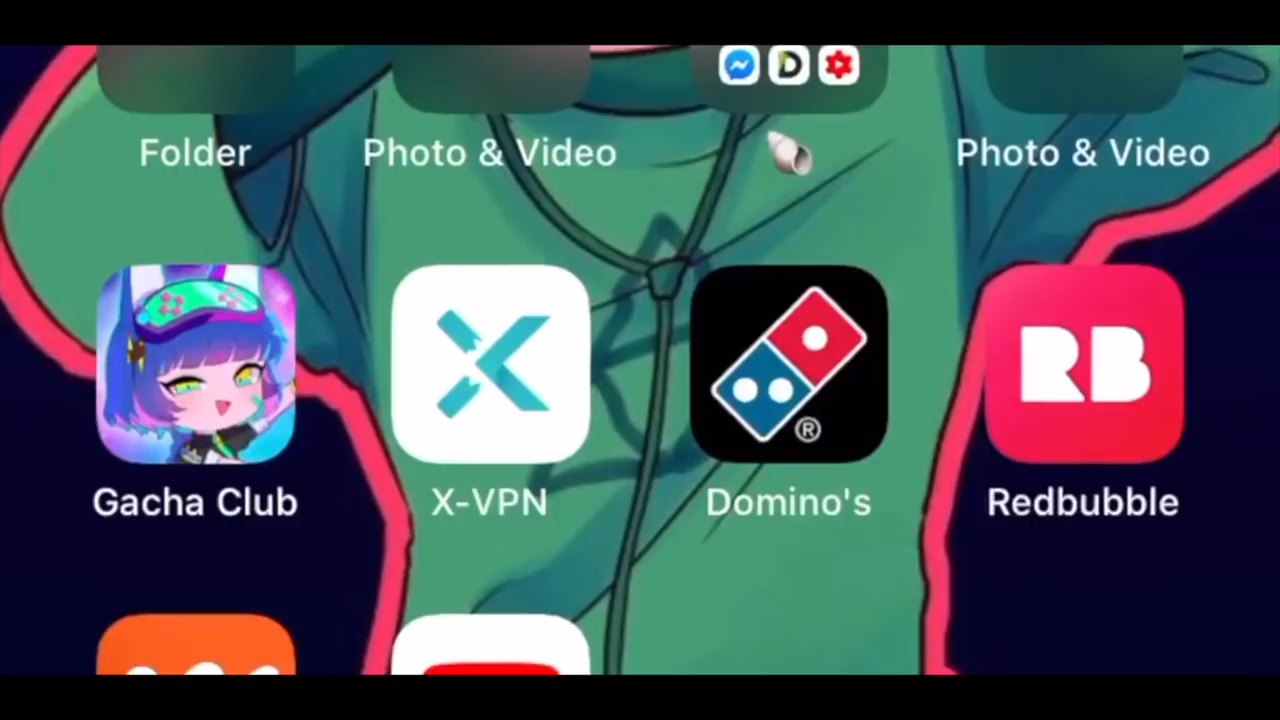 D
Folder
Photo & Video
🐚
Photo & Video
®
RB
Gacha Club
X-VPN
Domino's
Redbubble